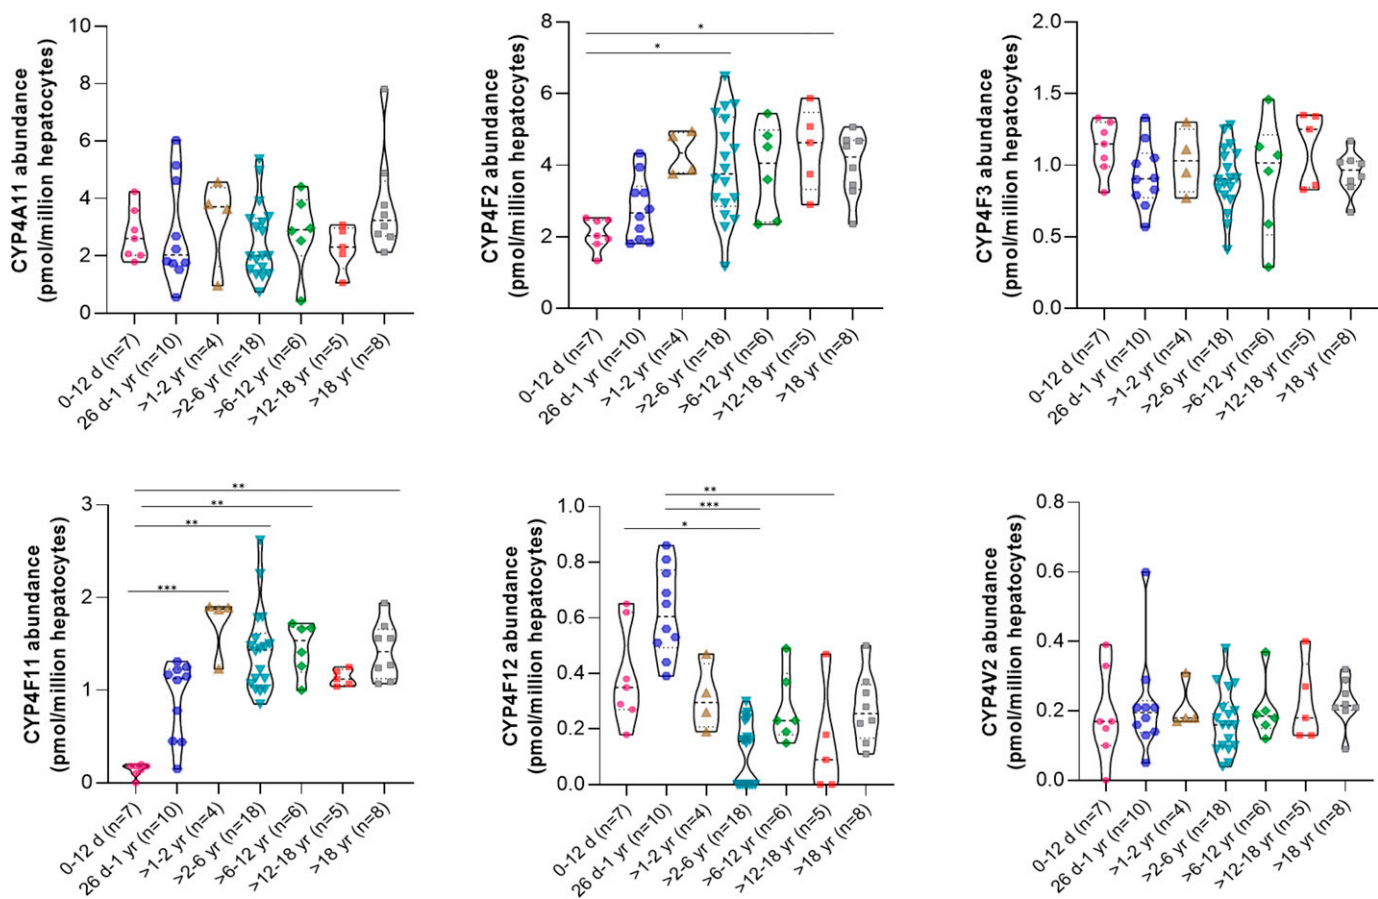 CYP4A11 abundance
(pmol/million hepatocytes)
10
8
6
4
2
0
0-12 d (n=7)
26 d-1 yr (n=10)
>1-2 yr (n=4)
>2-6 yr (n=18)
>6-12 yr (n=6)
>12-18 yr (n=5)
>18 yr (n=8)
CYP4F2 abundance
(pmol/million hepatocytes)
8
6
4
2
0
*
*
0-12 d (n=7)
26 d-1 yr (n=10)
>1-2 yr (n=4)
>2-6 yr (n=18)
>6-12 yr (n=6)
>12-18 yr (n=5)
>18 yr (n=8)
CYP4F3 abundance
(pmol/million hepatocytes)
2.0
1.5
1.0
0.5
0.0
0-12 d (n=7)
26 d-1 yr (n=10)
>1-2 yr (n=4)
>2-6 yr (n=18)
>6-12 yr (n=6)
>12-18 yr (n=5)
>18 yr (n=8)
CYP4F11 abundance
(pmol/million hepatocytes)
3
2
1
0
**
**
**
***
0-12 d (n=7)
26 d-1 yr (n=10)
>1-2 yr (n=4)
>2-6 yr (n=18)
>6-12 yr (n=6)
>12-18 yr (n=5)
>18 yr (n=8)
CYP4F12 abundance
(pmol/million hepatocytes)
1.0
0.8
0.6
0.4
0.2
0.0
**
***
*
0-12 d (n=7)
26 d-1 yr (n=10)
>1-2 yr (n=4)
>2-6 yr (n=18)
>6-12 yr (n=6)
>12-18 yr (n=5)
>18 yr (n=8)
CYP4V2 abundance
(pmol/million hepatocytes)
0.8
0.6
0.4
0.2
0.0
0-12 d (n=7)
26 d-1 yr (n=10)
>1-2 yr (n=4)
>2-6 yr (n=18)
>6-12 yr (n=6)
>12-18 yr (n=5)
>18 yr (n=8)